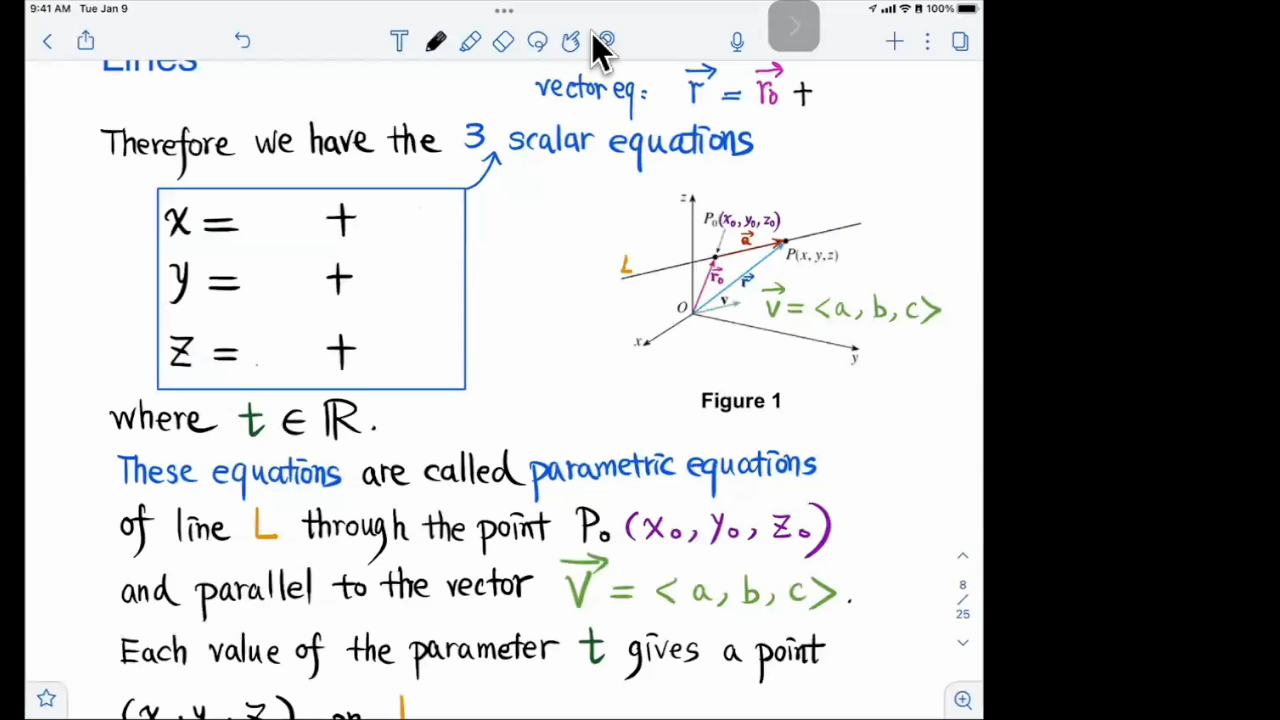 9:41 AM Tue Jan 9
100%
Lines
vector eq: r⃗ = r⃗₀ +
Therefore we have the 3 scalar equations
x = +
y = +
z = +
z
P₀(x₀, y₀, z₀)
a⃗
L
P(x, y, z)
r⃗₀
r⃗
O
v
v⃗ = <a, b, c>
x
y
Figure 1
where t ∈ ℝ.
These equations are called parametric equations
of line L through the point P₀ (x₀, y₀, z₀)
and parallel to the vector v⃗ = < a, b, c >.
8
/
25
Each value of the parameter t gives a point
(x, y, z) on L